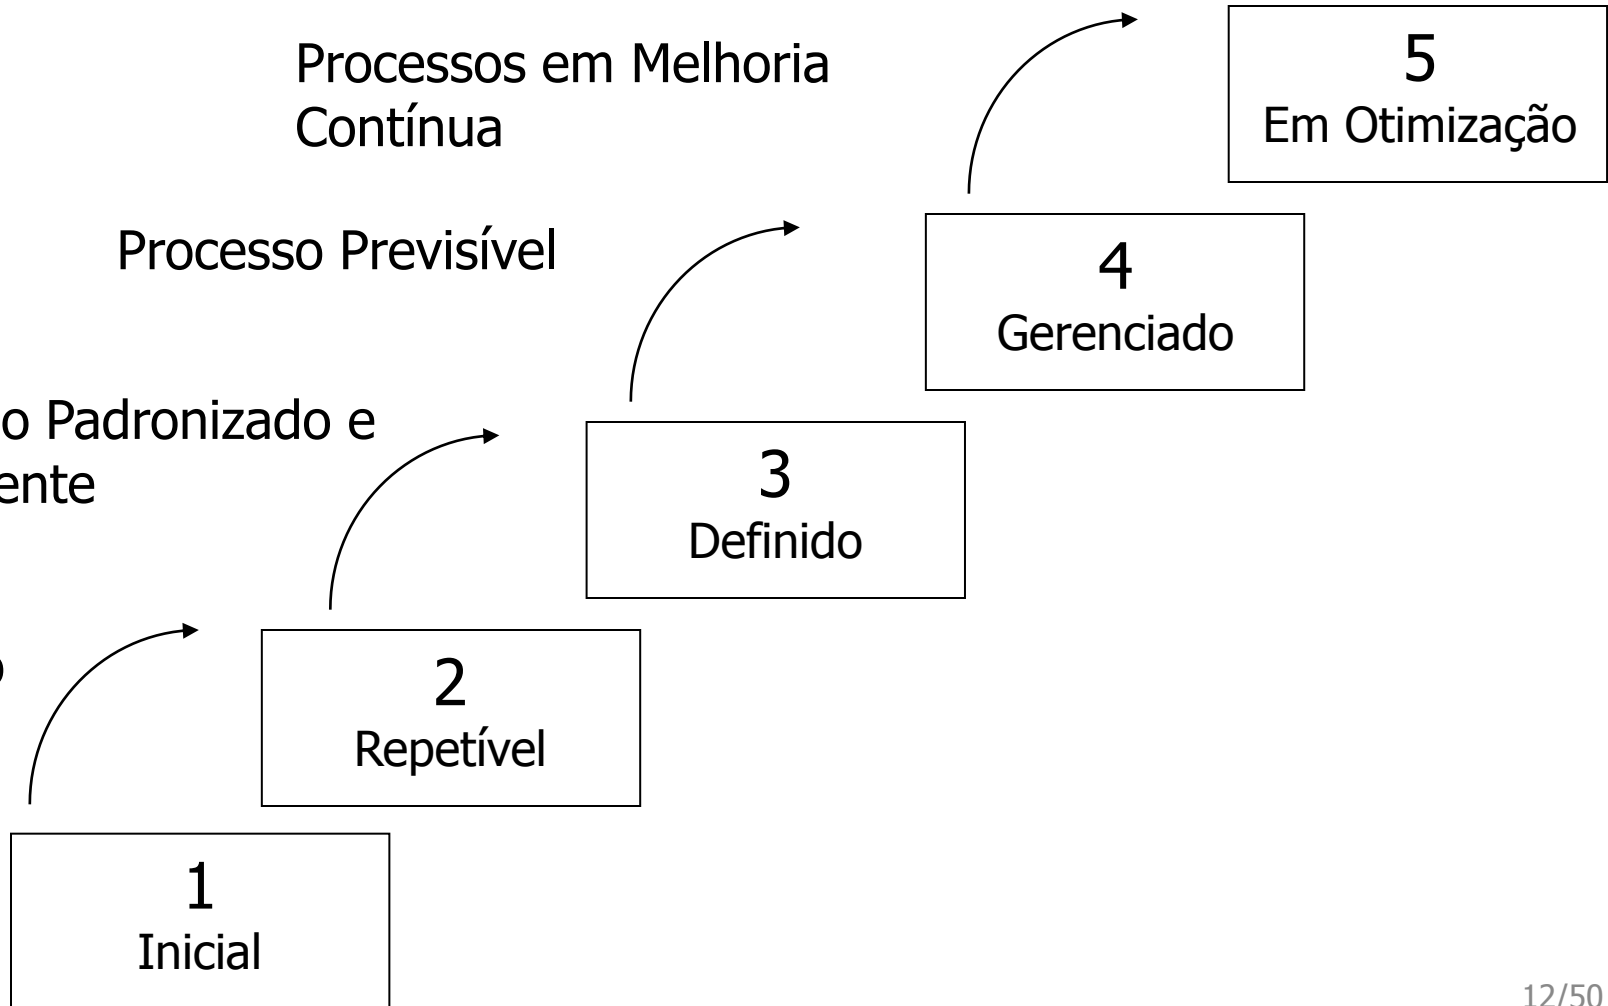 Processos em Melhoria
Contínua
5
Em Otimização
Processo Previsível
4
Gerenciado
o Padronizado e
3
Definido
2
Repetível
1
Inicial
12/50